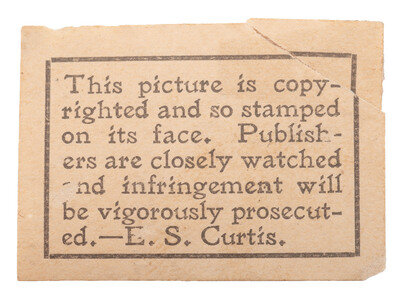 This picture is copy-
righted and so stamped
on its face. Publish-
ers are closely watched
and infringement will
be vigorously prosecut-
ed.—E. S. Curtis.